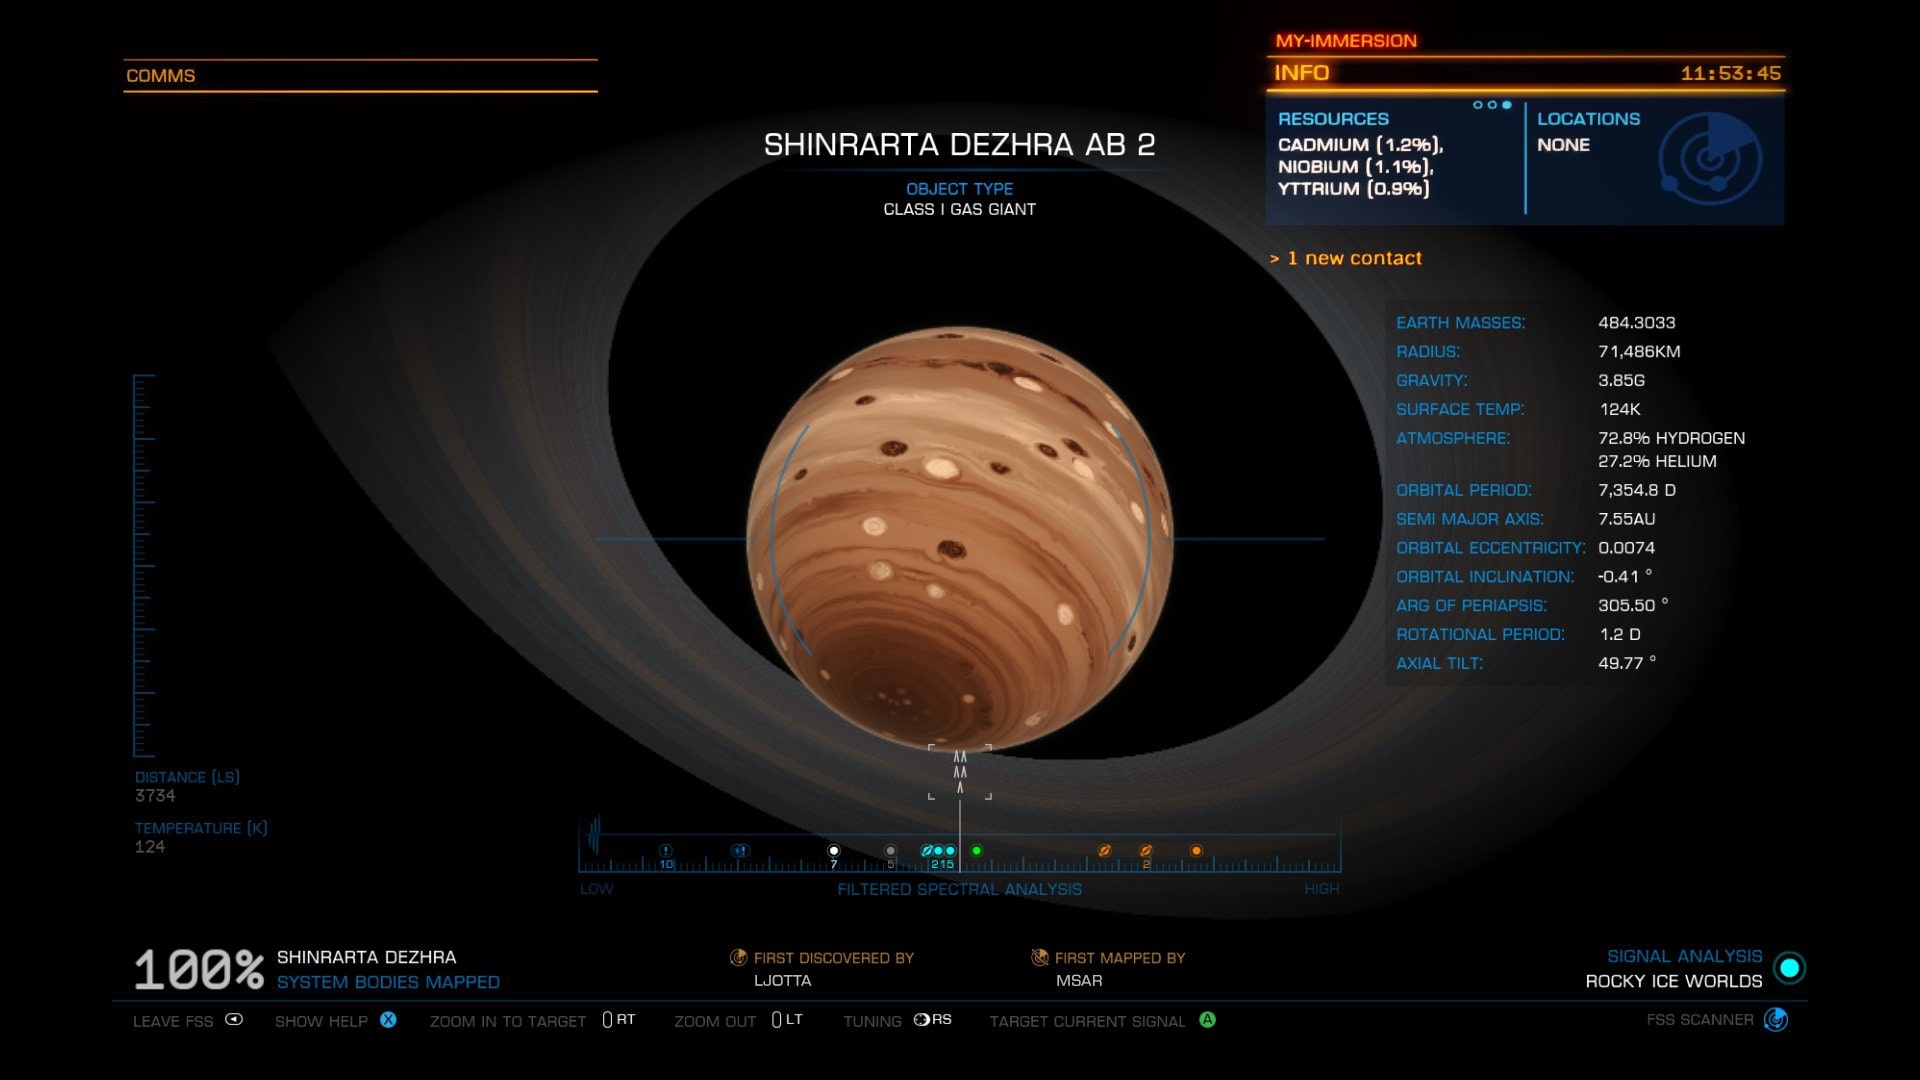 MY-IMMERSION
COMMS
INFO 11:53:45
RESOURCES
CADMIUM (1.2%),
NIOBIUM (1.1%),
YTTRIUM (0.9%)
LOCATIONS
NONE
SHINRARTA DEZHRA AB 2
OBJECT TYPE
CLASS I GAS GIANT
> 1 new contact
EARTH MASSES: 484.3033
RADIUS: 71,486KM
GRAVITY: 3.85G
SURFACE TEMP: 124K
ATMOSPHERE: 72.8% HYDROGEN
27.2% HELIUM
ORBITAL PERIOD: 7,354.8 D
SEMI MAJOR AXIS: 7.55AU
ORBITAL ECCENTRICITY: 0.0074
ORBITAL INCLINATION: -0.41 °
ARG OF PERIAPSIS: 305.50 °
ROTATIONAL PERIOD: 1.2 D
AXIAL TILT: 49.77 °
DISTANCE (LS)
3734
TEMPERATURE (K)
124
10 7 5 215 2
LOW FILTERED SPECTRAL ANALYSIS HIGH
100% SHINRARTA DEZHRA
SYSTEM BODIES MAPPED
FIRST DISCOVERED BY
LJOTTA
FIRST MAPPED BY
MSAR
SIGNAL ANALYSIS
ROCKY ICE WORLDS
LEAVE FSS SHOW HELP X ZOOM IN TO TARGET RT ZOOM OUT LT TUNING RS TARGET CURRENT SIGNAL A FSS SCANNER